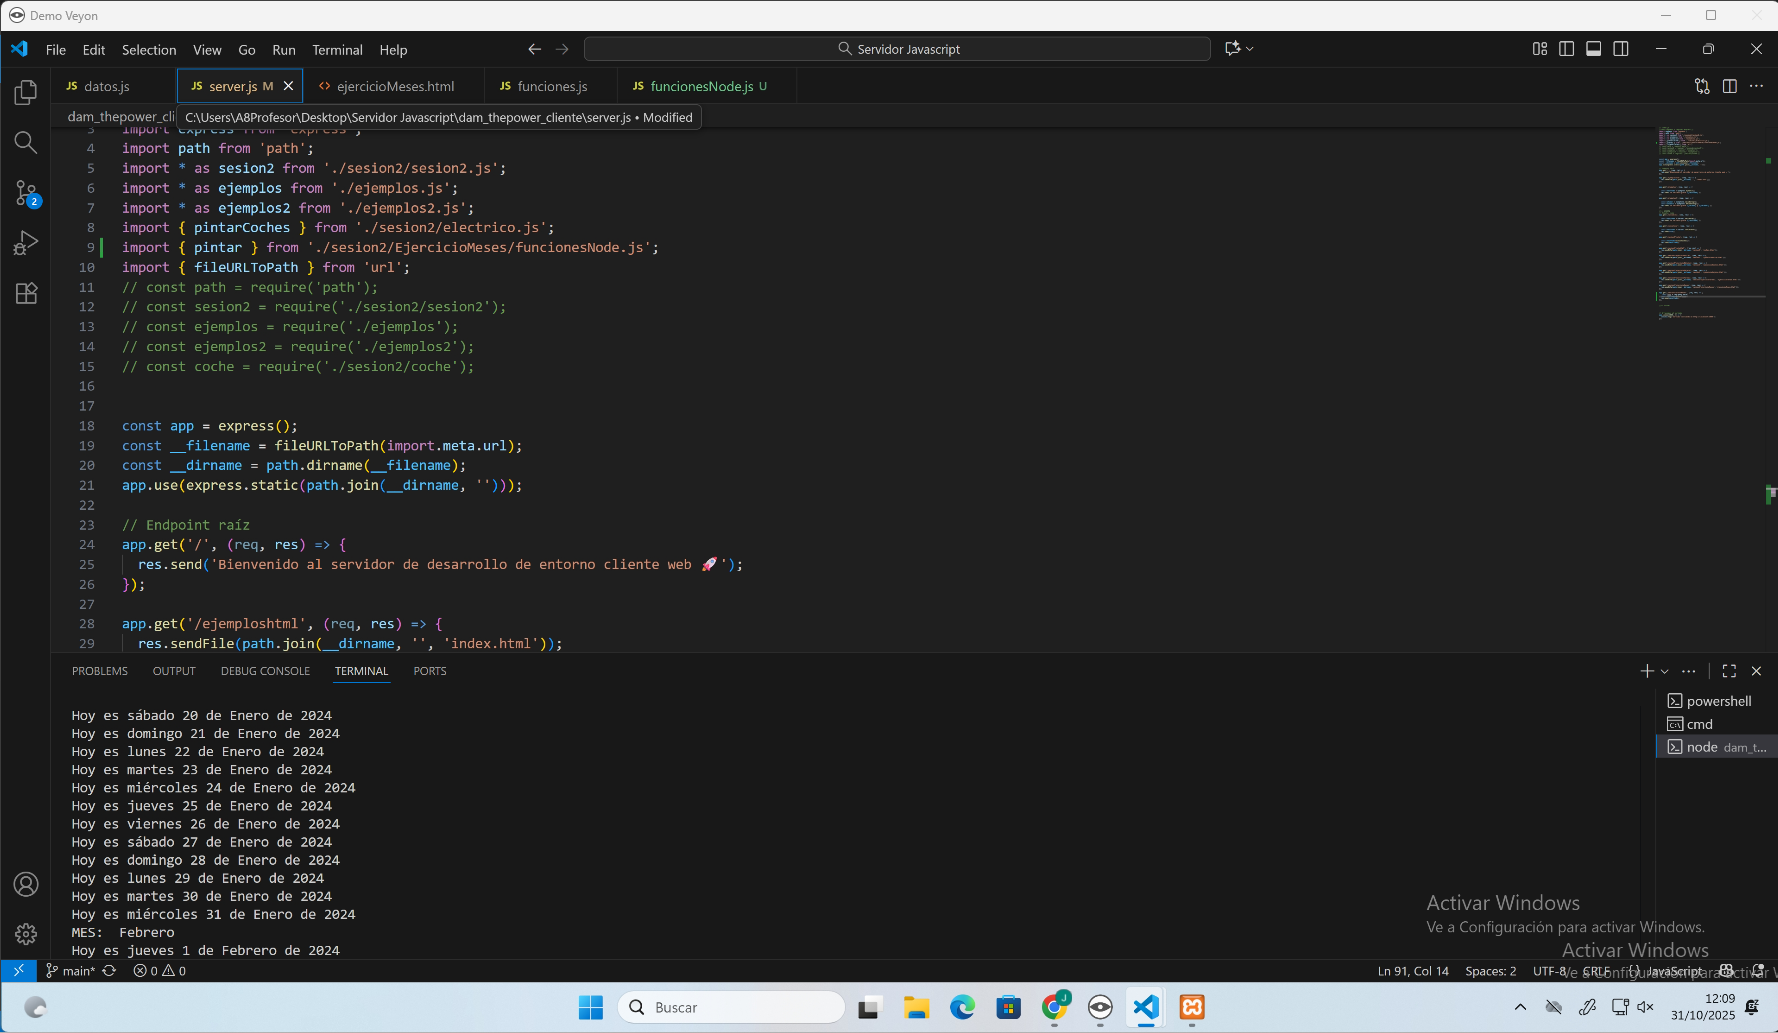 Demo Veyon
File Edit Selection View Go Run Terminal Help
Servidor Javascript
JS datos.js
JS server.js M
<> ejercicioMeses.html
JS funciones.js
JS funcionesNode.js U
dam_thepower_cli
C:\Users\A8Profesor\Desktop\Servidor Javascript\dam_thepower_cliente\server.js • Modified
3 import express from 'express';
4 import path from 'path';
5 import * as sesion2 from './sesion2/sesion2.js';
6 import * as ejemplos from './ejemplos.js';
7 import * as ejemplos2 from './ejemplos2.js';
8 import { pintarCoches } from './sesion2/electrico.js';
9 import { pintar } from './sesion2/EjercicioMeses/funcionesNode.js';
10 import { fileURLToPath } from 'url';
11 // const path = require('path');
12 // const sesion2 = require('./sesion2/sesion2');
13 // const ejemplos = require('./ejemplos');
14 // const ejemplos2 = require('./ejemplos2');
15 // const coche = require('./sesion2/coche');
16
17
18 const app = express();
19 const __filename = fileURLToPath(import.meta.url);
20 const __dirname = path.dirname(__filename);
21 app.use(express.static(path.join(__dirname, '')));
22
23 // Endpoint raíz
24 app.get('/', (req, res) => {
25 res.send('Bienvenido al servidor de desarrollo de entorno cliente web 🚀');
26 });
27
28 app.get('/ejemploshtml', (req, res) => {
29 res.sendFile(path.join(__dirname, '', 'index.html'));
PROBLEMS OUTPUT DEBUG CONSOLE TERMINAL PORTS
Hoy es sábado 20 de Enero de 2024
Hoy es domingo 21 de Enero de 2024
Hoy es lunes 22 de Enero de 2024
Hoy es martes 23 de Enero de 2024
Hoy es miércoles 24 de Enero de 2024
Hoy es jueves 25 de Enero de 2024
Hoy es viernes 26 de Enero de 2024
Hoy es sábado 27 de Enero de 2024
Hoy es domingo 28 de Enero de 2024
Hoy es lunes 29 de Enero de 2024
Hoy es martes 30 de Enero de 2024
Hoy es miércoles 31 de Enero de 2024
MES: Febrero
Hoy es jueves 1 de Febrero de 2024
powershell
cmd
node dam_t...
Activar Windows
Ve a Configuración para activar Windows.
Activar Windows
Ve a Configuración para activar W
main* 0 0
Ln 91, Col 14 Spaces: 2 UTF-8 CRLF {} JavaScript
2
Buscar
J
12:09
31/10/2025